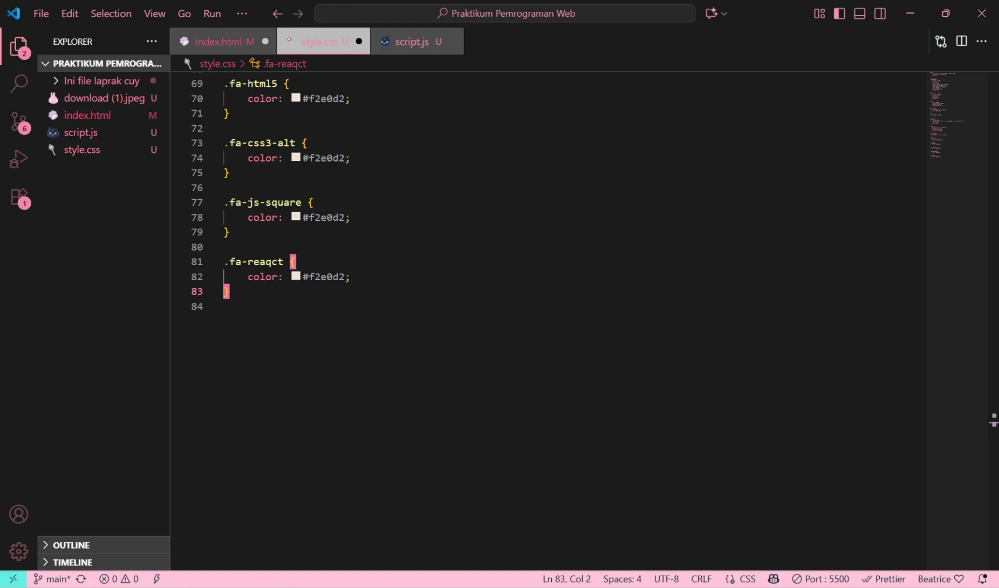 File Edit Selection View Go Run ··· Praktikum Pemrograman Web
EXPLORER ···
2
6
1
PRAKTIKUM PEMROGRA...
Ini file laprak cuy
download (1).jpeg U
index.html M
script.js U
style.css U
OUTLINE
TIMELINE
index.html M style.css U script.js U
style.css > .fa-reaqct
69 .fa-html5 {
70 color: #f2e0d2;
71 }
72
73 .fa-css3-alt {
74 color: #f2e0d2;
75 }
76
77 .fa-js-square {
78 color: #f2e0d2;
79 }
80
81 .fa-reaqct {
82 color: #f2e0d2;
83 }
84
main* 0 0 Ln 83, Col 2 Spaces: 4 UTF-8 CRLF CSS Port : 5500 Prettier Beatrice ♡